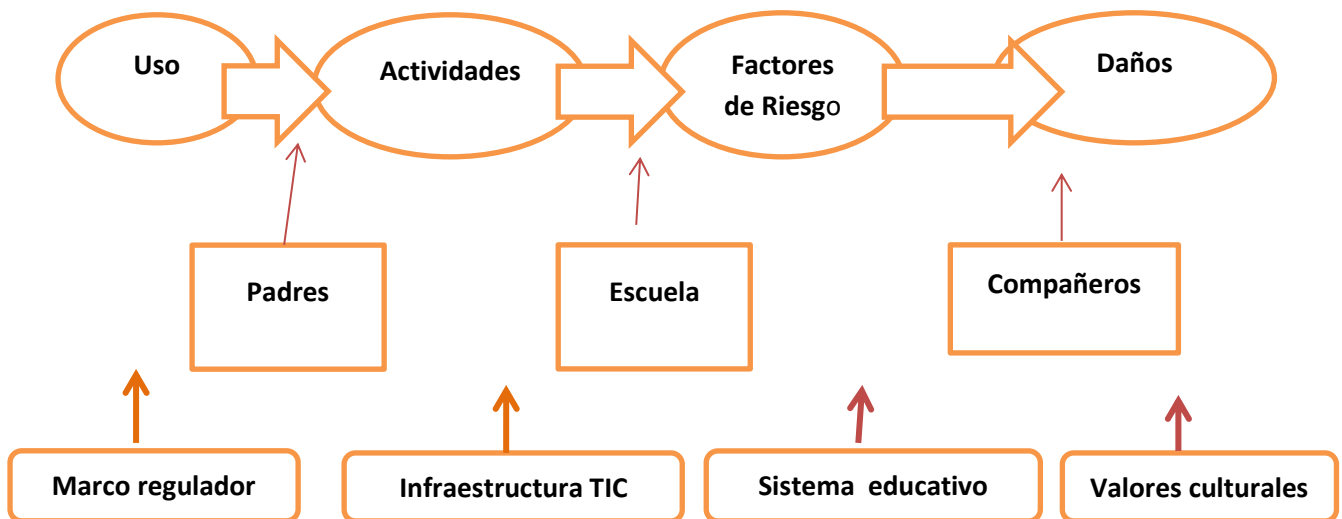 Uso
Actividades
Factores
de Riesgo
Daños
Padres
Escuela
Compañeros
Marco regulador
Infraestructura TIC
Sistema educativo
Valores culturales